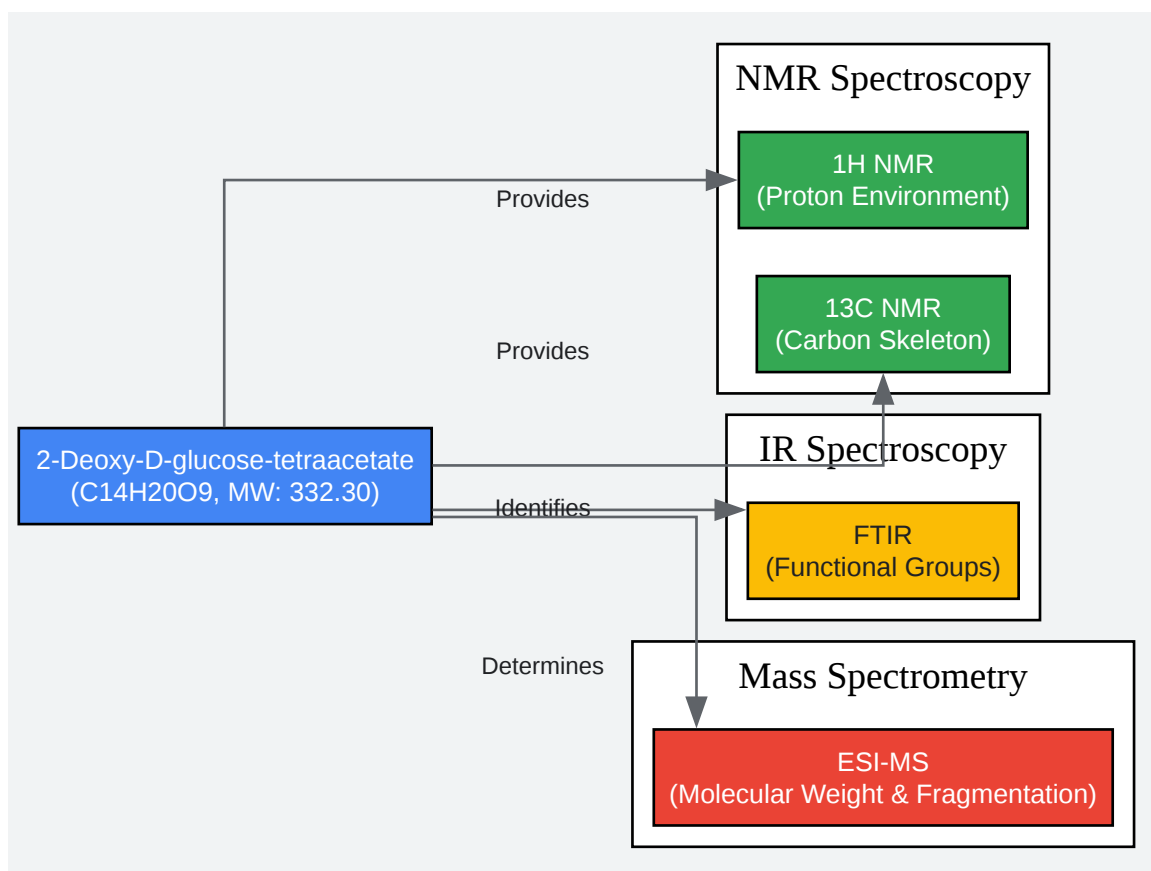 NMR Spectroscopy
1H NMR
(Proton Environment)
Provides
13C NMR
(Carbon Skeleton)
Provides
2-Deoxy-D-glucose-tetraacetate
(C14H20O9, MW: 332.30)
IR Spectroscopy
Identifies
FTIR
(Functional Groups)
Determines
Mass Spectrometry
ESI-MS
(Molecular Weight & Fragmentation)